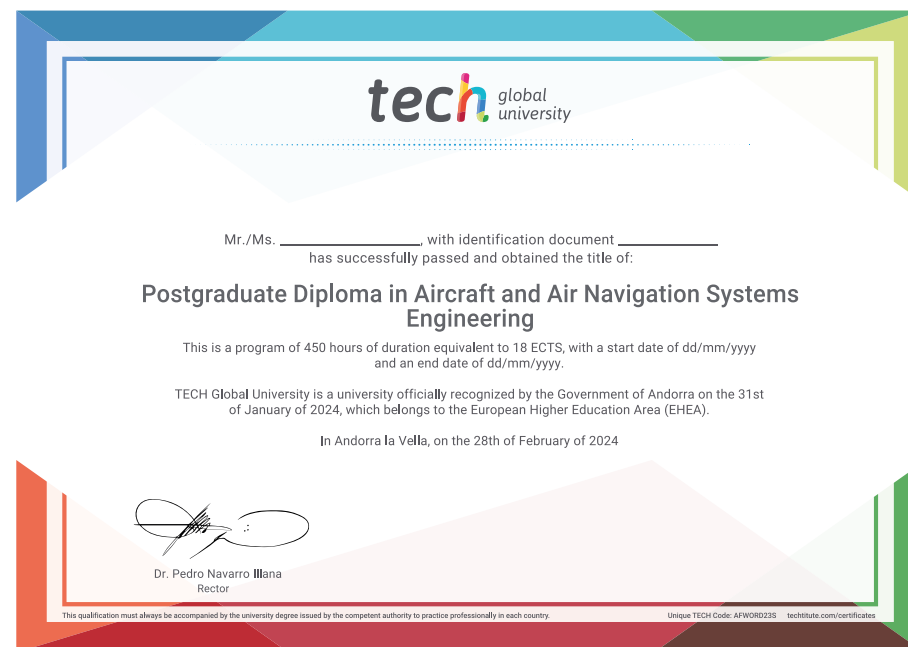 tech global university
Mr./Ms. ____________, with identification document ____________
has successfully passed and obtained the title of:
Postgraduate Diploma in Aircraft and Air Navigation Systems
Engineering
This is a program of 450 hours of duration equivalent to 18 ECTS, with a start date of dd/mm/yyyy
and an end date of dd/mm/yyyy.
TECH Global University is a university officially recognized by the Government of Andorra on the 31st
of January of 2024, which belongs to the European Higher Education Area (EHEA).
In Andorra la Vella, on the 28th of February of 2024
Dr. Pedro Navarro Illana
Rector
This qualification must always be accompanied by the university degree issued by the competent authority to practice professionally in each country.
Unique TECH Code: AFWORD23S techtitute.com/certificates